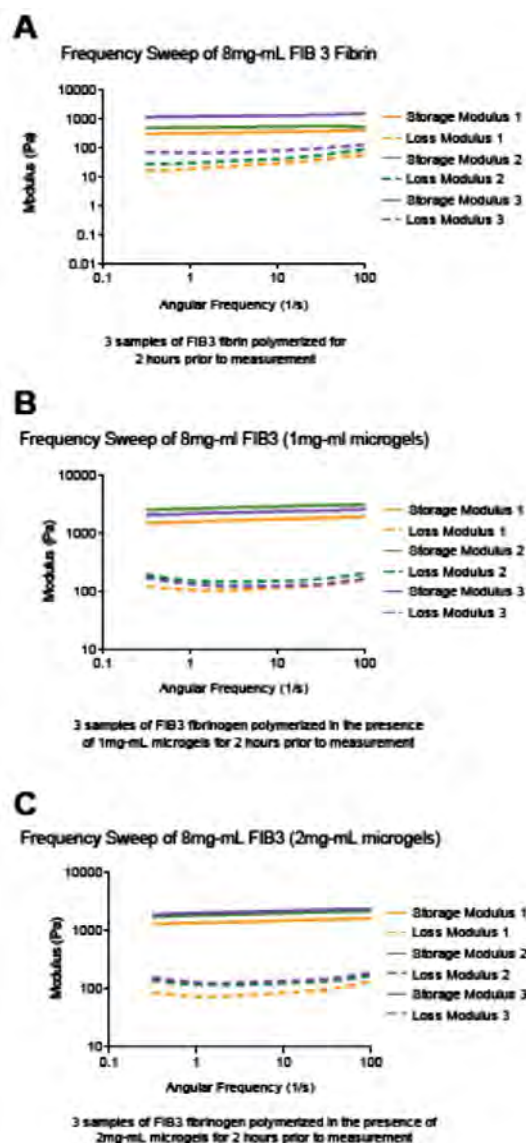 A
Frequency Sweep of 8mg-mL FIB 3 Fibrin
10000
1000
100
10
1
0.1
0.01
Modulus (Pa)
0.1
1
10
100
Angular Frequency (1/s)
Storage Modulus 1
Loss Modulus 1
Storage Modulus 2
Loss Modulus 2
Storage Modulus 3
Loss Modulus 3
3 samples of FIB3 fibrin polymerized for
2 hours prior to measurement
B
Frequency Sweep of 8mg-ml FIB3 (1mg-ml microgels)
10000
1000
100
10
Modulus (Pa)
0.1
1
10
100
Angular Frequency (1/s)
Storage Modulus 1
Loss Modulus 1
Storage Modulus 2
Loss Modulus 2
Storage Modulus 3
Loss Modulus 3
3 samples of FIB3 fibrinogen polymerized in the presence
of 1mg-mL microgels for 2 hours prior to measurement
C
Frequency Sweep of 8mg-mL FIB3 (2mg-mL microgels)
10000
1000
100
10
Modulus (Pa)
0.1
1
10
100
Angular Frequency (1/s)
Storage Modulus 1
Loss Modulus 1
Storage Modulus 2
Loss Modulus 2
Storage Modulus 3
Loss Modulus 3
3 samples of FIB3 fibrinogen polymerized in the presence of
2mg-mL microgels for 2 hours prior to measurement